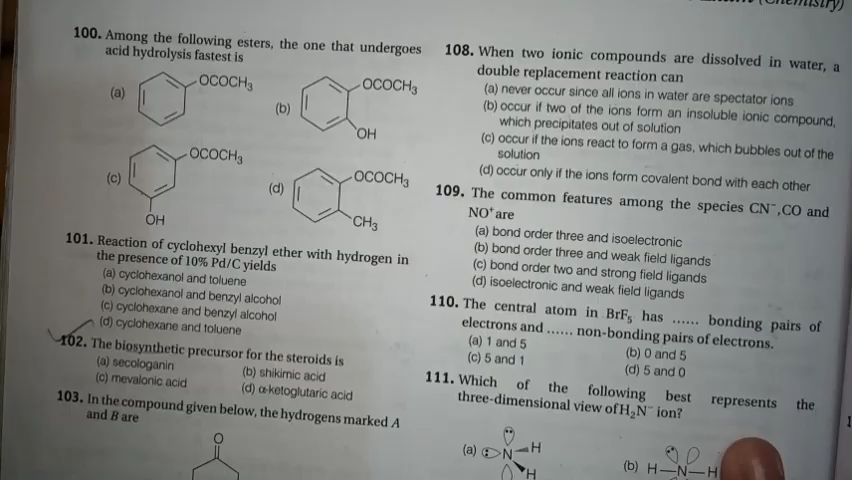 (Chemistry)
100. Among the following esters, the one that undergoes
acid hydrolysis fastest is
(a)
OCOCH3
(b)
OCOCH3
OH
(c)
OCOCH3
OH
(d)
OCOCH3
CH3
101. Reaction of cyclohexyl benzyl ether with hydrogen in
the presence of 10% Pd/C yields
(a) cyclohexanol and toluene
(b) cyclohexanol and benzyl alcohol
(c) cyclohexane and benzyl alcohol
(d) cyclohexane and toluene
102. The biosynthetic precursor for the steroids is
(a) secologanin (b) shikimic acid
(c) mevalonic acid (d) α-ketoglutaric acid
103. In the compound given below, the hydrogens marked A
and B are
O
108. When two ionic compounds are dissolved in water, a
double replacement reaction can
(a) never occur since all ions in water are spectator ions
(b) occur if two of the ions form an insoluble ionic compound,
which precipitates out of solution
(c) occur if the ions react to form a gas, which bubbles out of the
solution
(d) occur only if the ions form covalent bond with each other
109. The common features among the species CN⁻,CO and
NO⁺ are
(a) bond order three and isoelectronic
(b) bond order three and weak field ligands
(c) bond order two and strong field ligands
(d) isoelectronic and weak field ligands
110. The central atom in BrF5 has ...... bonding pairs of
electrons and ...... non-bonding pairs of electrons.
(a) 1 and 5 (b) 0 and 5
(c) 5 and 1 (d) 5 and 0
111. Which of the following best represents the
three-dimensional view of H2N⁻ ion?
(a) N H
H
(b) H—N—H
1